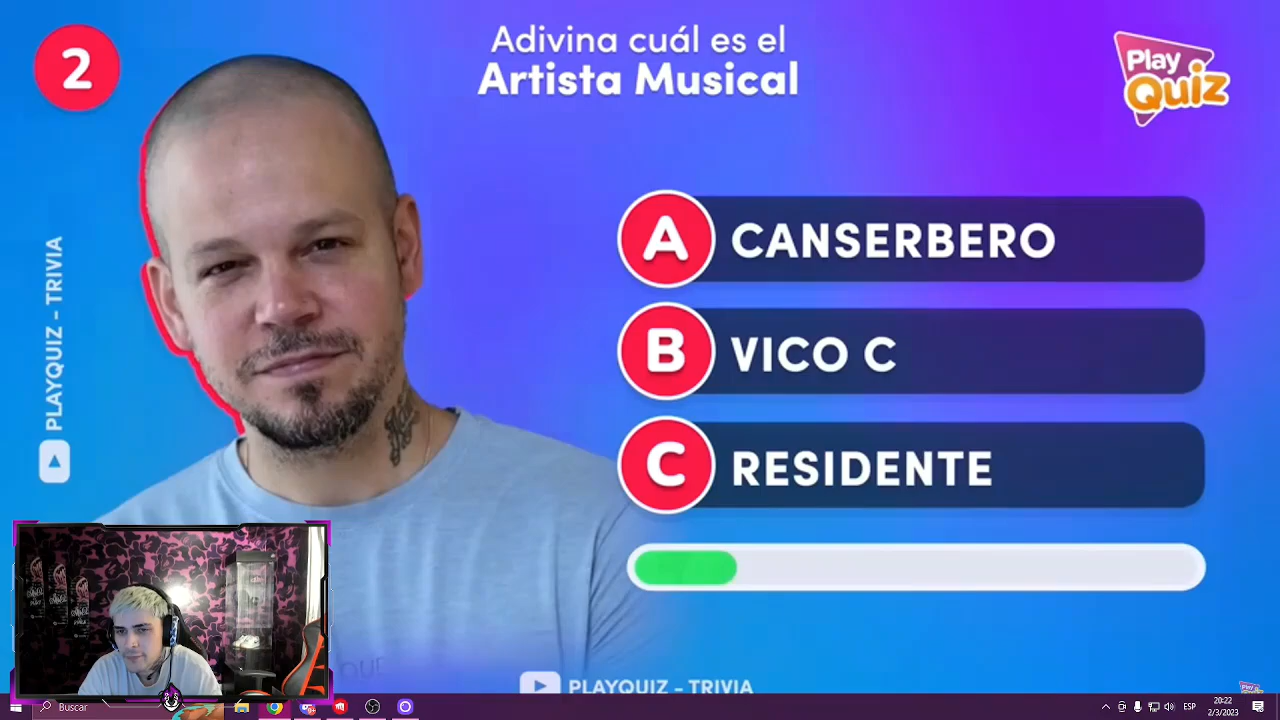 2
Adivina cuál es el
Artista Musical
Play
Quiz
A CANSERBERO
B VICO C
C RESIDENTE
PLAYQUIZ - TRIVIA
PLAYQUIZ - TRIVIA
Buscar
ESP
20:22
2/3/2023